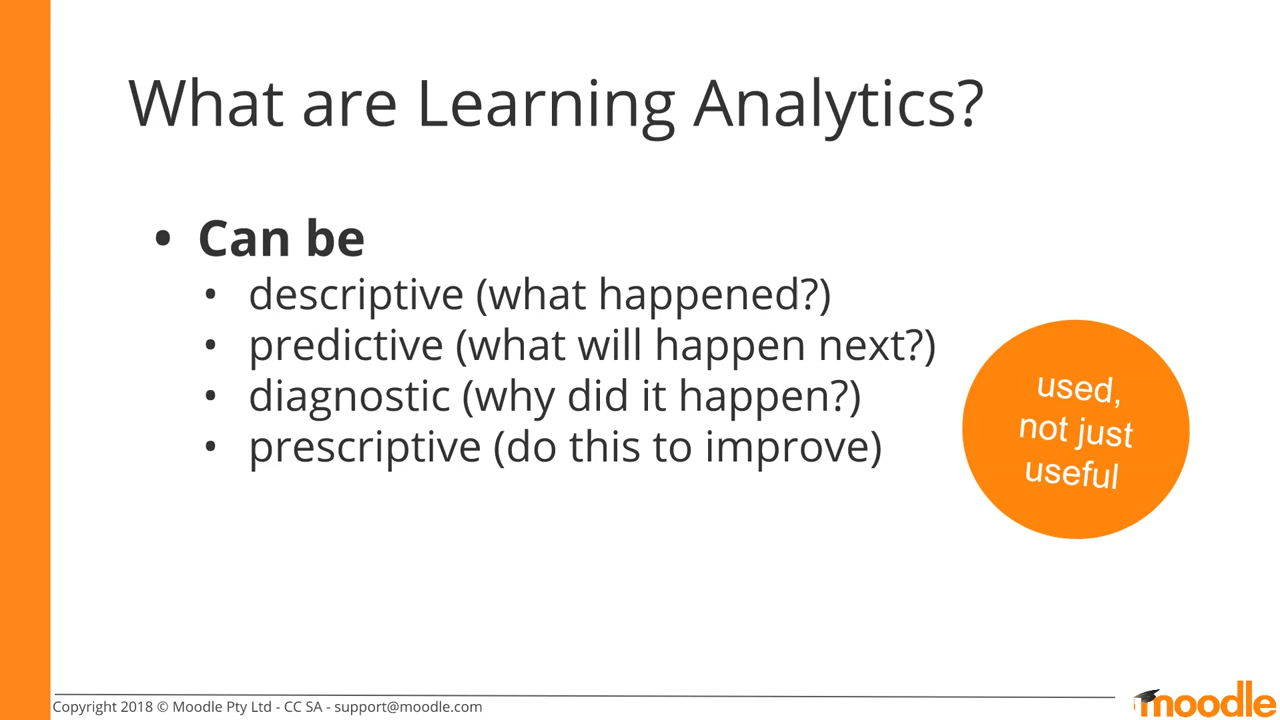 What are Learning Analytics?
• Can be
• descriptive (what happened?)
• predictive (what will happen next?)
• diagnostic (why did it happen?)
• prescriptive (do this to improve)
used,
not just
useful
Copyright 2018 © Moodle Pty Ltd - CC SA - support@moodle.com
moodle